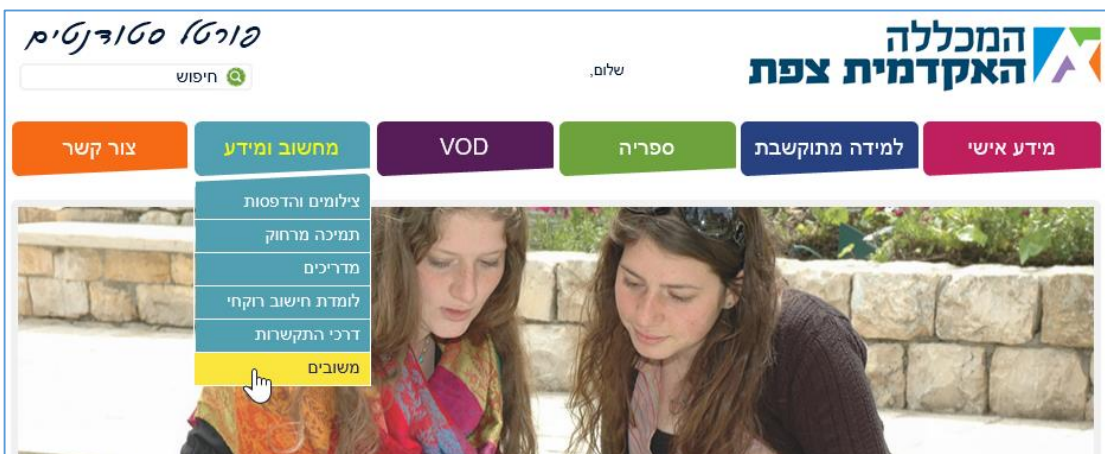 המכללה
האקדמית צפת
שלום,
פורטל סטודנטים
חיפוש
מידע אישי
למידה מתוקשבת
ספריה
VOD
מחשוב ומידע
צור קשר
צילומים והדפסות
תמיכה מרחוק
מדריכים
לומדת חישוב רוקחי
דרכי התקשרות
משובים